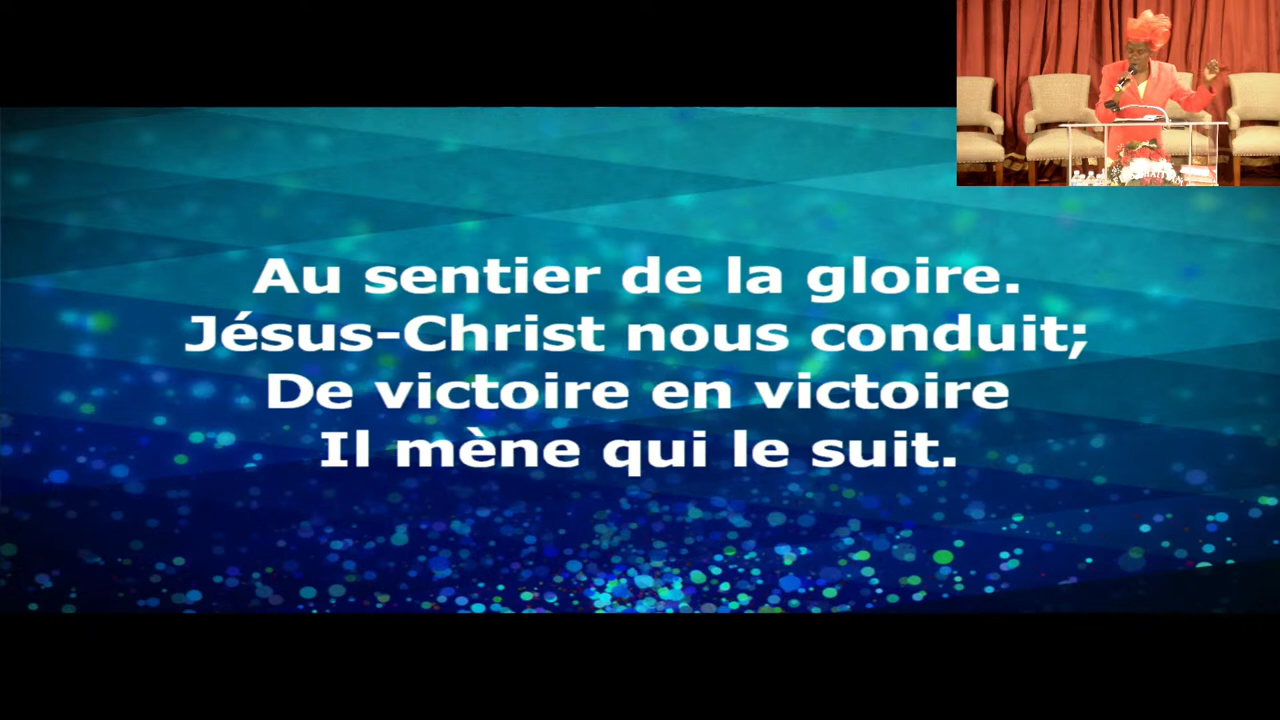 Au sentier de la gloire.
Jésus-Christ nous conduit;
De victoire en victoire
Il mène qui le suit.